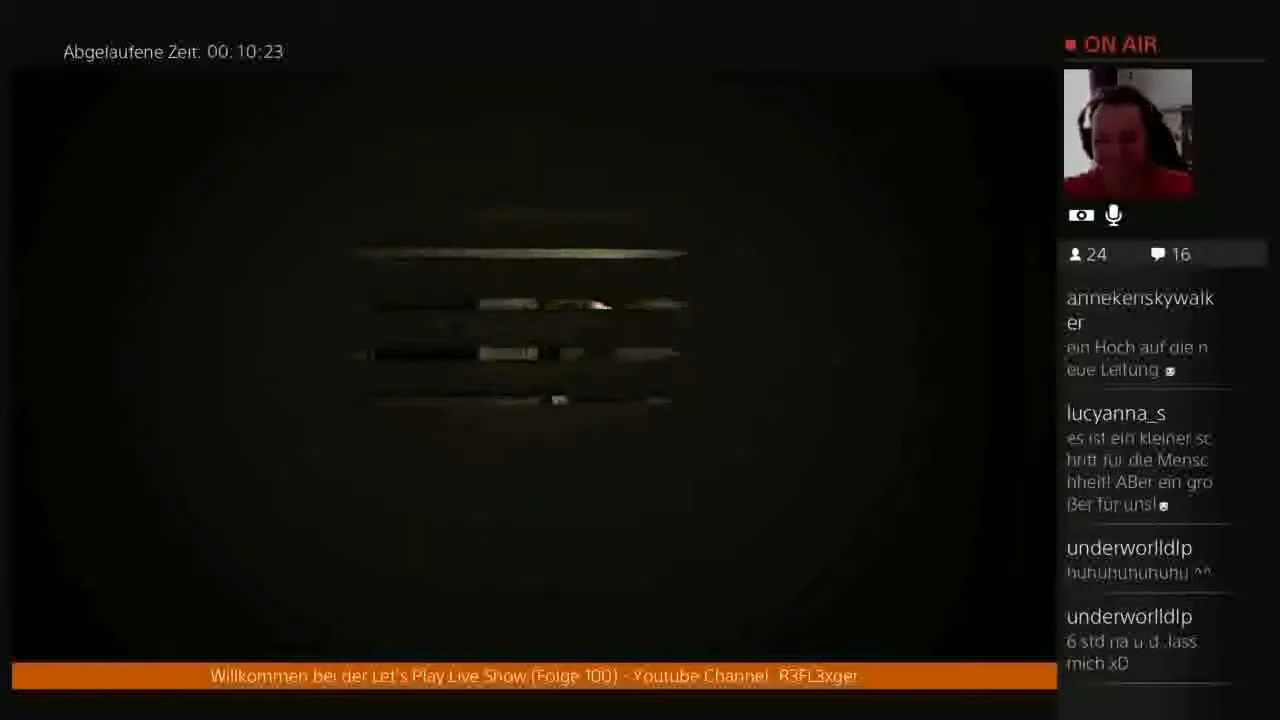 Abgelaufene Zeit: 00:10:23
ON AIR
24 16
annekenskywalk
er
ein Hoch auf die n
eue Leitung
lucyanna_s
es ist ein kleiner sc
hritt für die Mensc
hheit! ABer ein gro
ßer für uns!
underworlldlp
huhuhuhuhuhu ^^
underworlldlp
6 std na u d lass
mich xD
Willkommen bei der Let's Play Live Show (Folge 100) - Youtube Channel: R3FL3xger